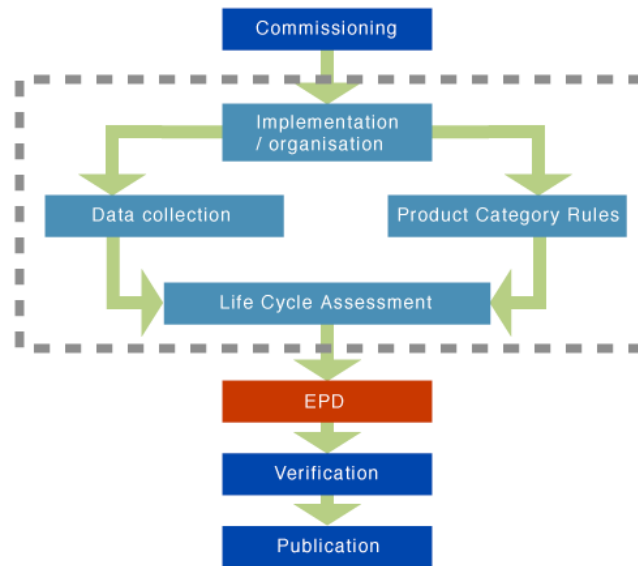 Commissioning
Implementation
/ organisation
Data collection
Product Category Rules
Life Cycle Assessment
EPD
Verification
Publication